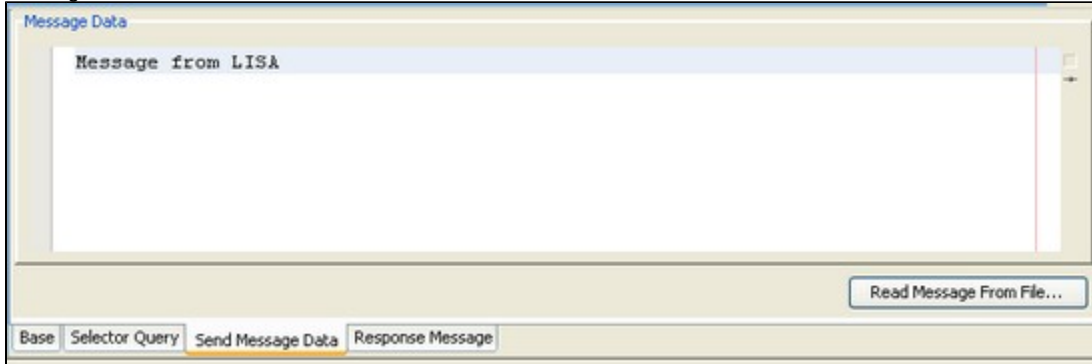 Message Data
Message from LISA
Read Message From File...
Base Selector Query Send Message Data Response Message